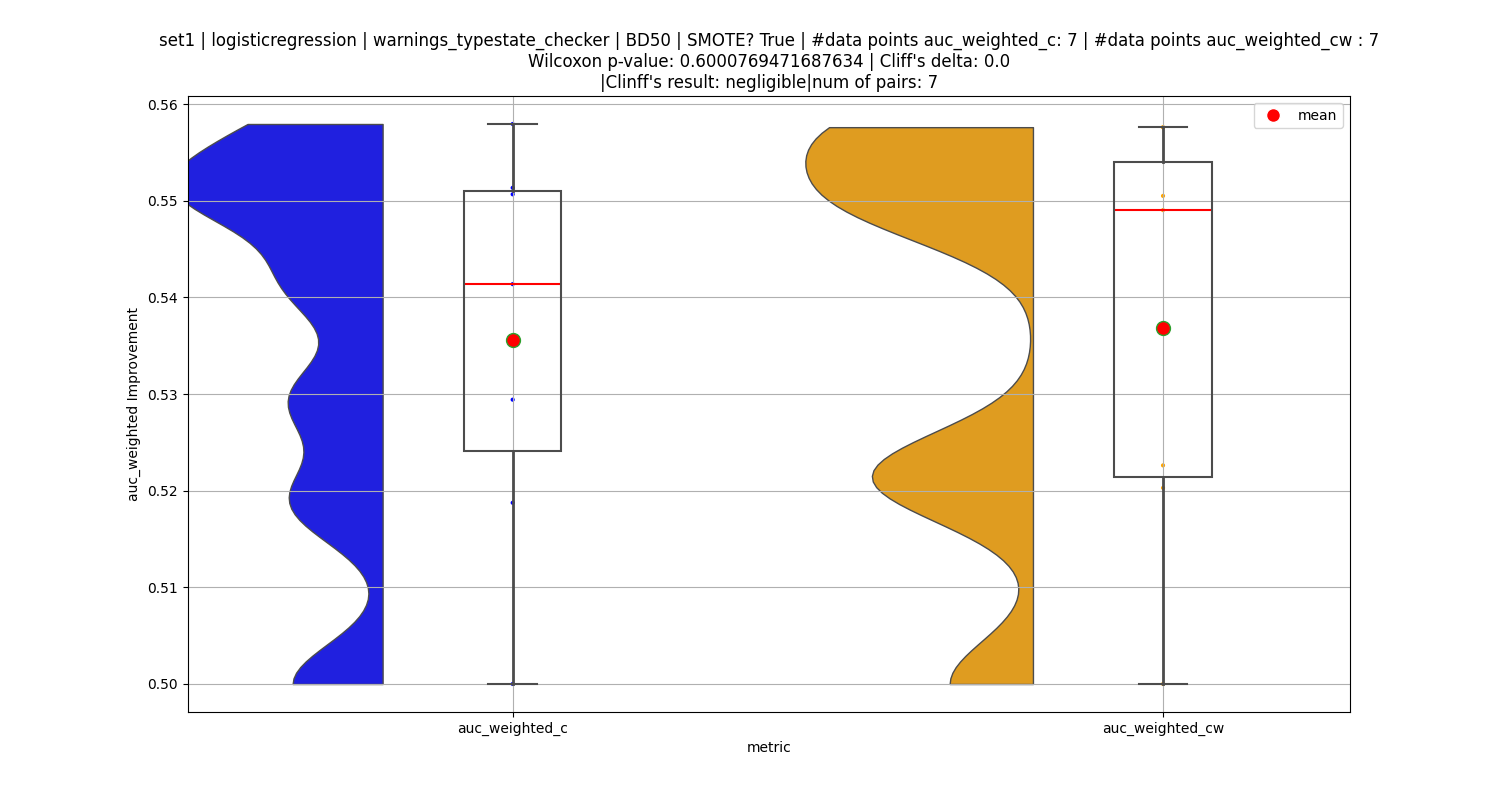 set1 | logisticregression | warnings_typestate_checker | BD50 | SMOTE? True | #data points auc_weighted_c: 7 | #data points auc_weighted_cw : 7
Wilcoxon p-value: 0.6000769471687634 | Cliff's delta: 0.0
|Clinff's result: negligible|num of pairs: 7
mean
0.56
0.55
0.54
0.53
0.52
0.51
0.50
auc_weighted Improvement
auc_weighted_c
auc_weighted_cw
metric